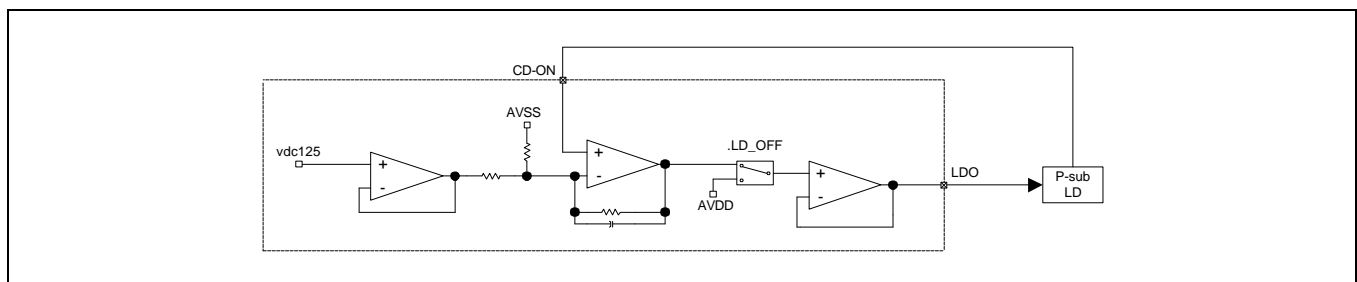 CD-ON
AVSS
vdc125
+
-
+
-
.LD_OFF
AVDD
+
-
LDO
P-sub
LD